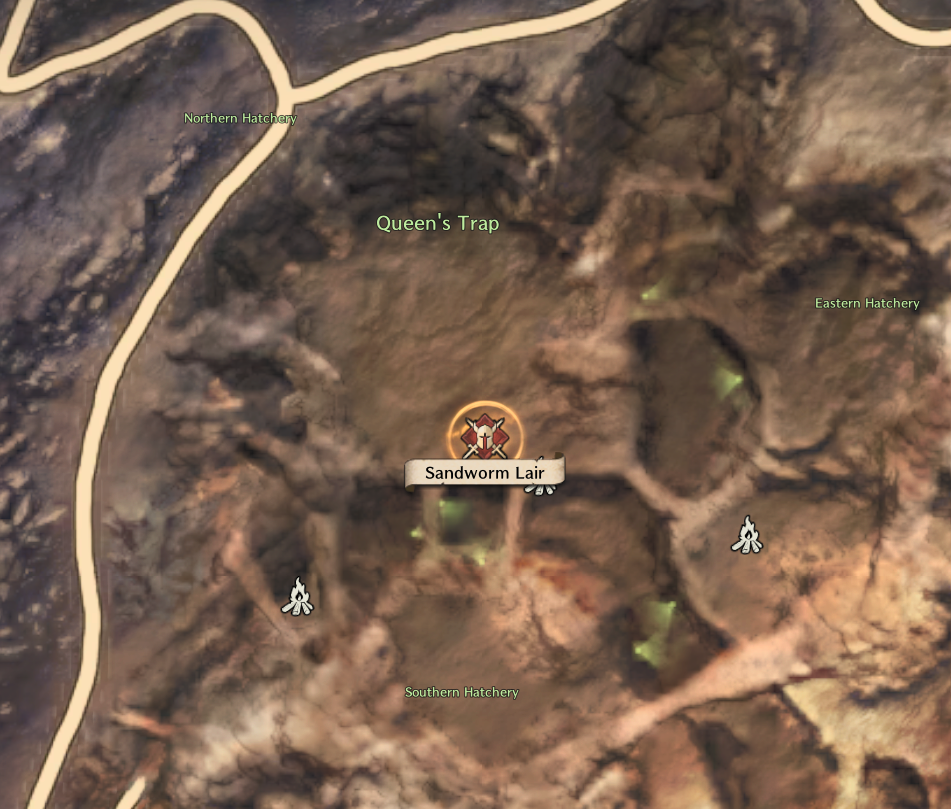 Northern Hatchery
Queen's Trap
Eastern Hatchery
Sandworm Lair
Southern Hatchery